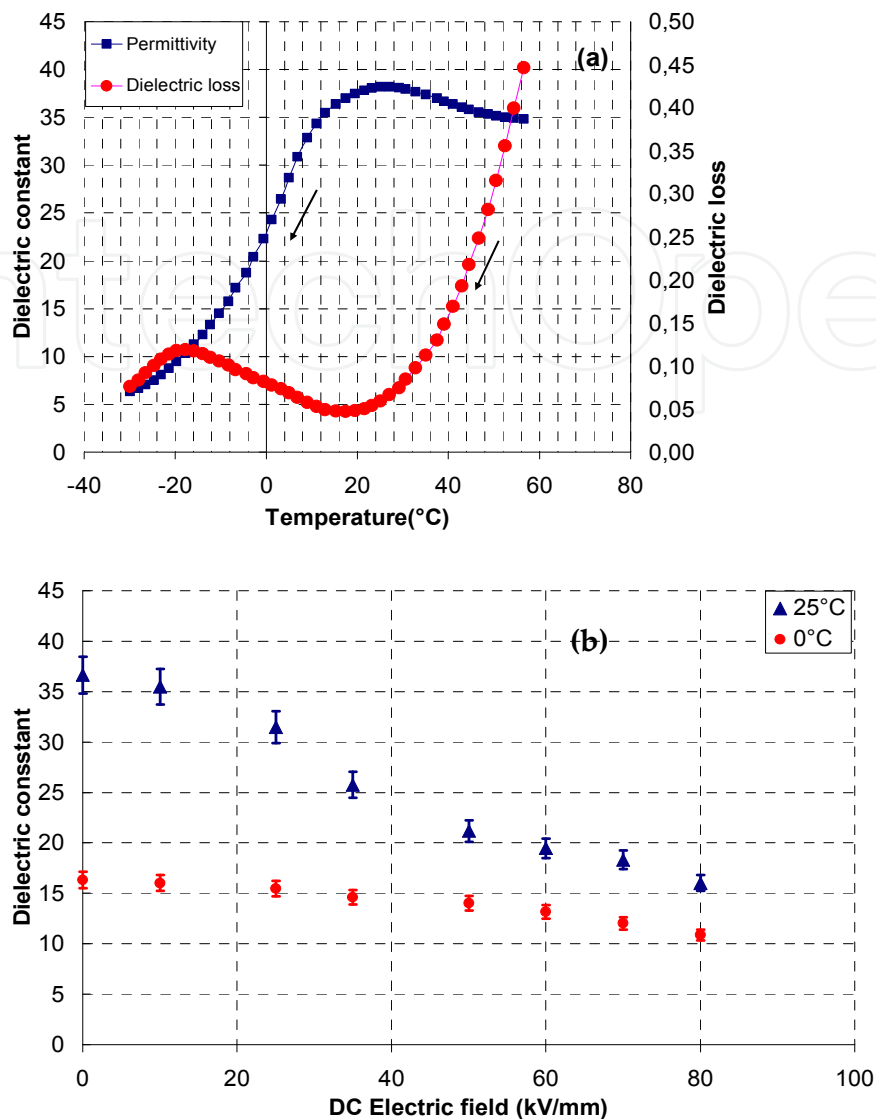 45
40
35
30
25
20
15
10
5
0
Dielectric constant
Permittivity
Dielectric loss
(a)
0,50
0,45
0,40
0,35
0,30
0,25
0,20
0,15
0,10
0,05
0,00
Dielectric loss
-40 -20 0 20 40 60 80
Temperature(°C)
45
40
35
30
25
20
15
10
5
0
Dielectric consstant
(b)
25°C
0°C
0 20 40 60 80 100
DC Electric field (kV/mm)